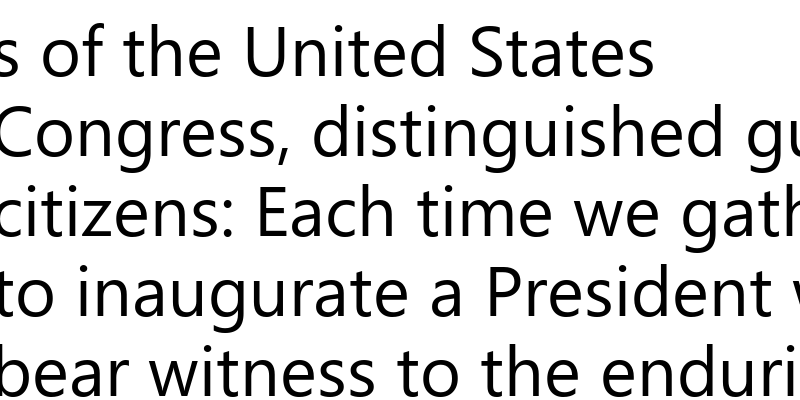 s of the United States
Congress, distinguished gu
citizens: Each time we gath
to inaugurate a President
bear witness to the enduri